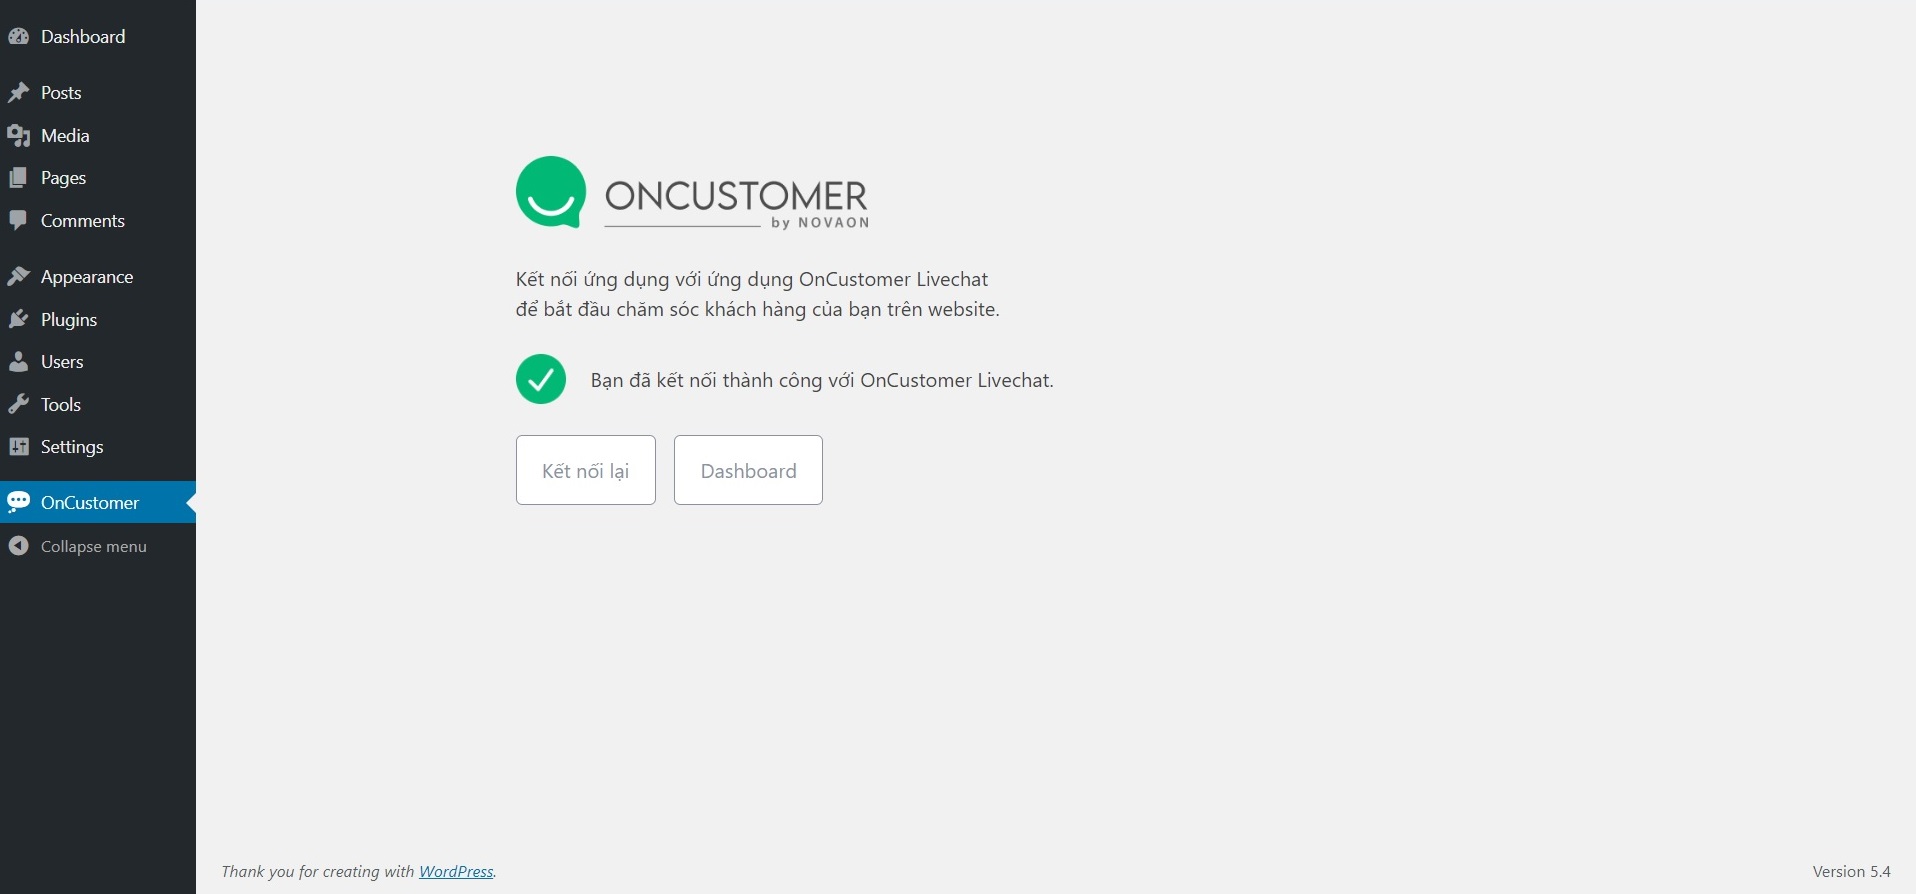 Dashboard
Posts
Media
Pages
Comments
Appearance
Plugins
Users
Tools
Settings
OnCustomer
Collapse menu
ONCUSTOMER
by NOVAON
Kết nối ứng dụng với ứng dụng OnCustomer Livechat
để bắt đầu chăm sóc khách hàng của bạn trên website.
Bạn đã kết nối thành công với OnCustomer Livechat.
Kết nối lại
Dashboard
Thank you for creating with WordPress.
Version 5.4